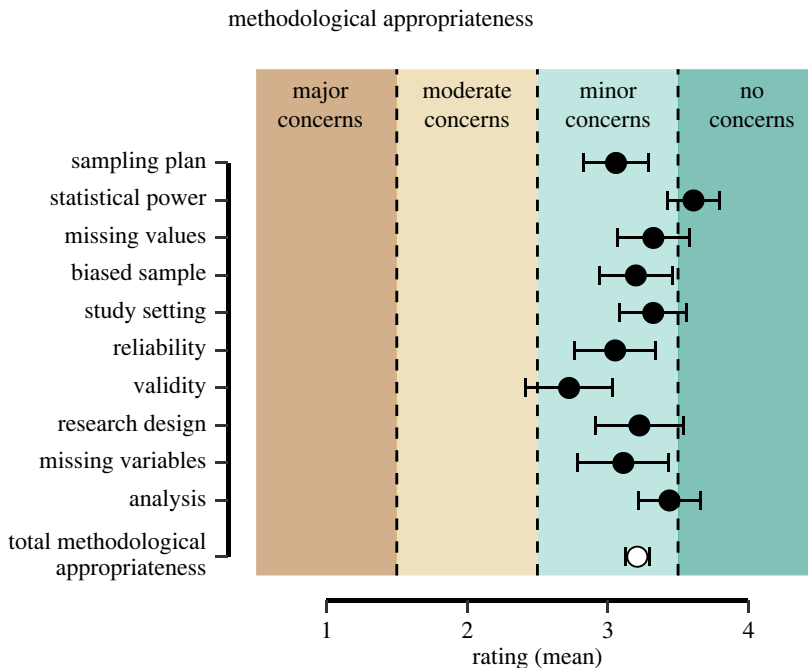 methodological appropriateness
major
concerns
moderate
concerns
minor
concerns
no
concerns
sampling plan
statistical power
missing values
biased sample
study setting
reliability
validity
research design
missing variables
analysis
total methodological
appropriateness
1 2 3 4
rating (mean)